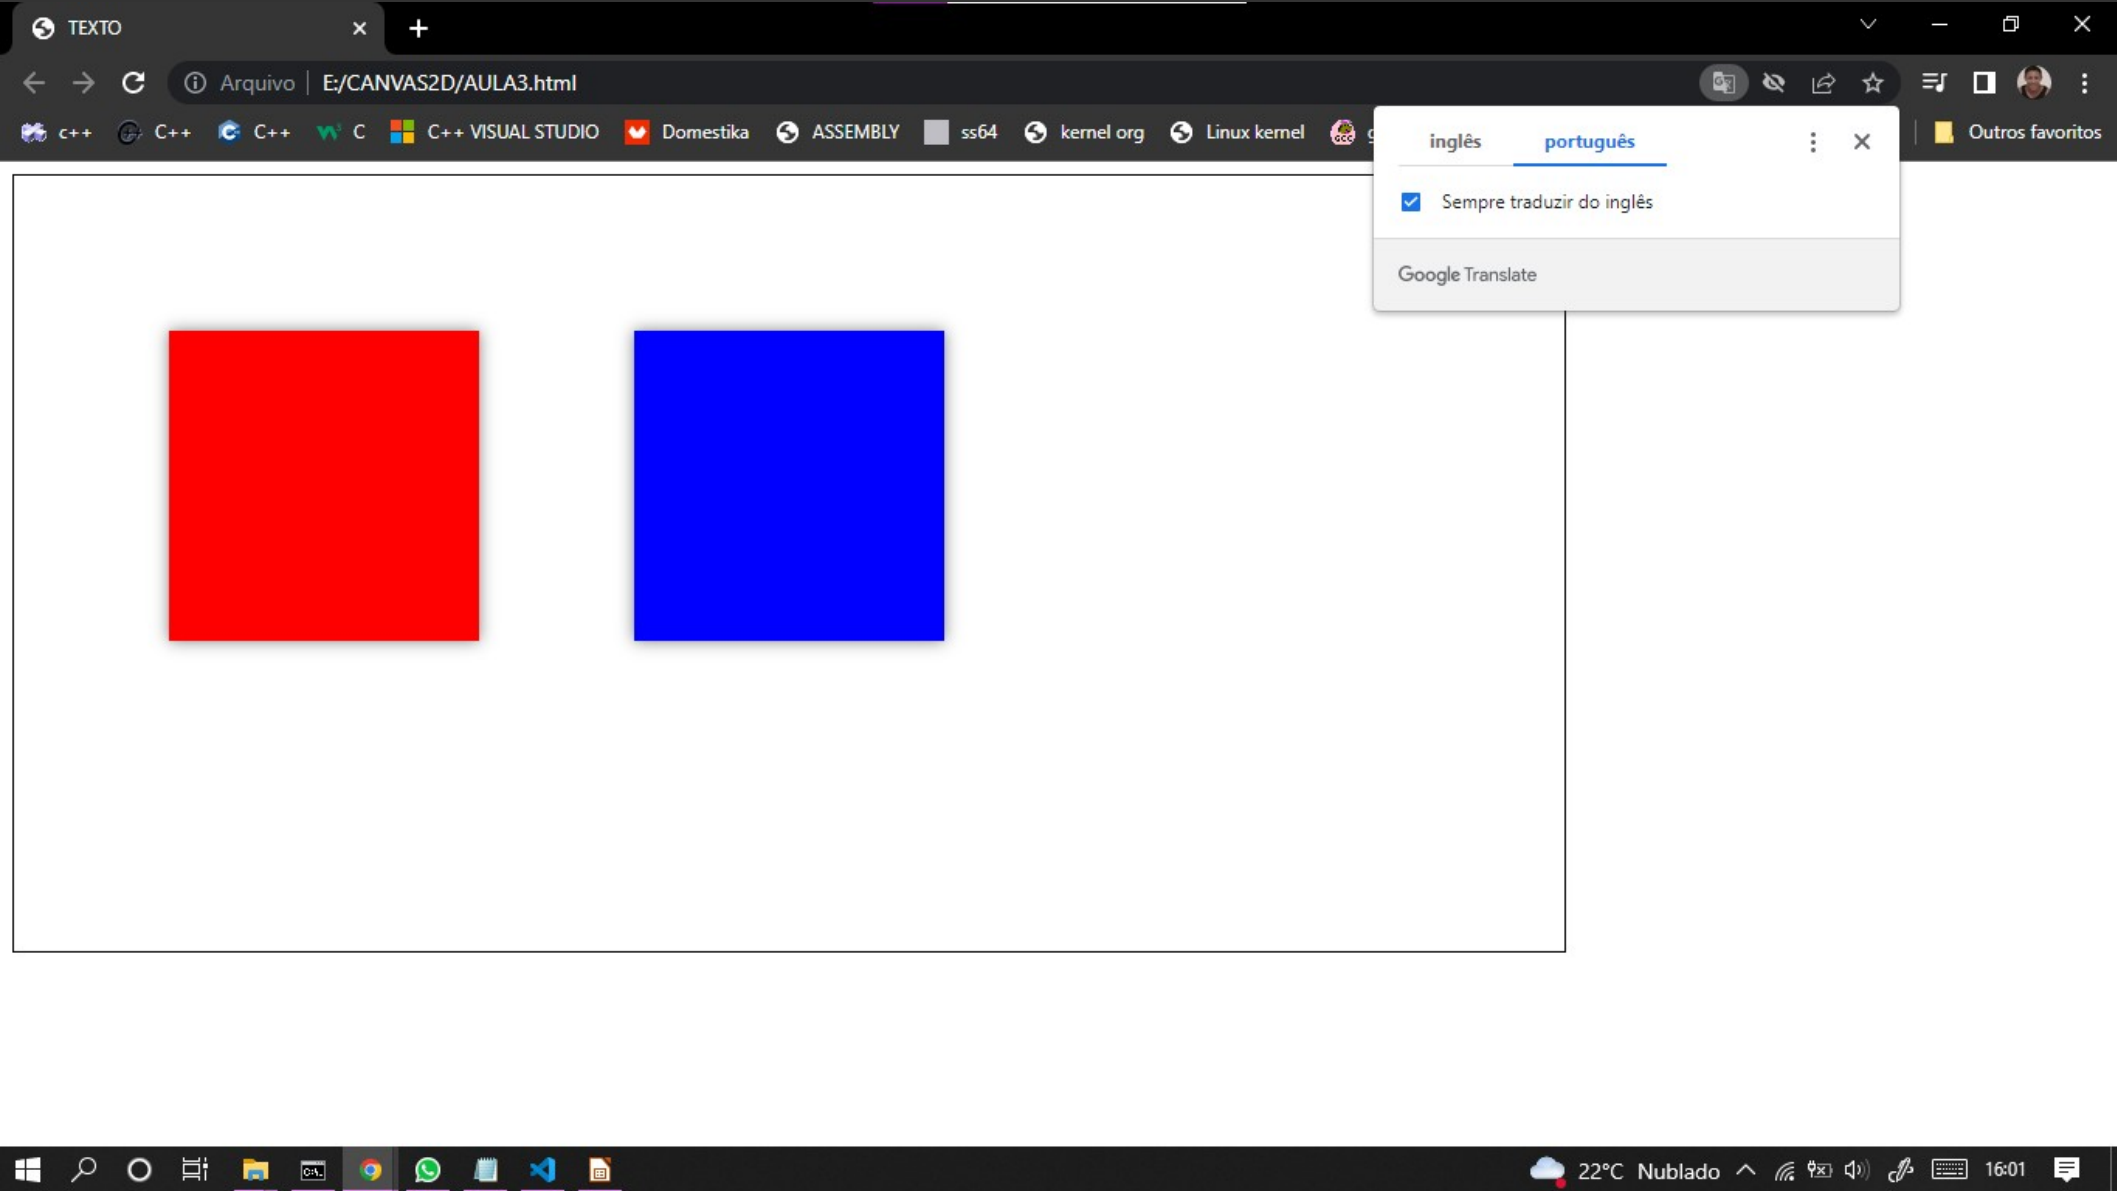 TEXTO
Arquivo E:/CANVAS2D/AULA3.html
c++ C++ C++ C C++ VISUAL STUDIO Domestika ASSEMBLY ss64 kernel org Linux kernel Outros favoritos
inglês português
Sempre traduzir do inglês
Google Translate
22°C Nublado 16:01